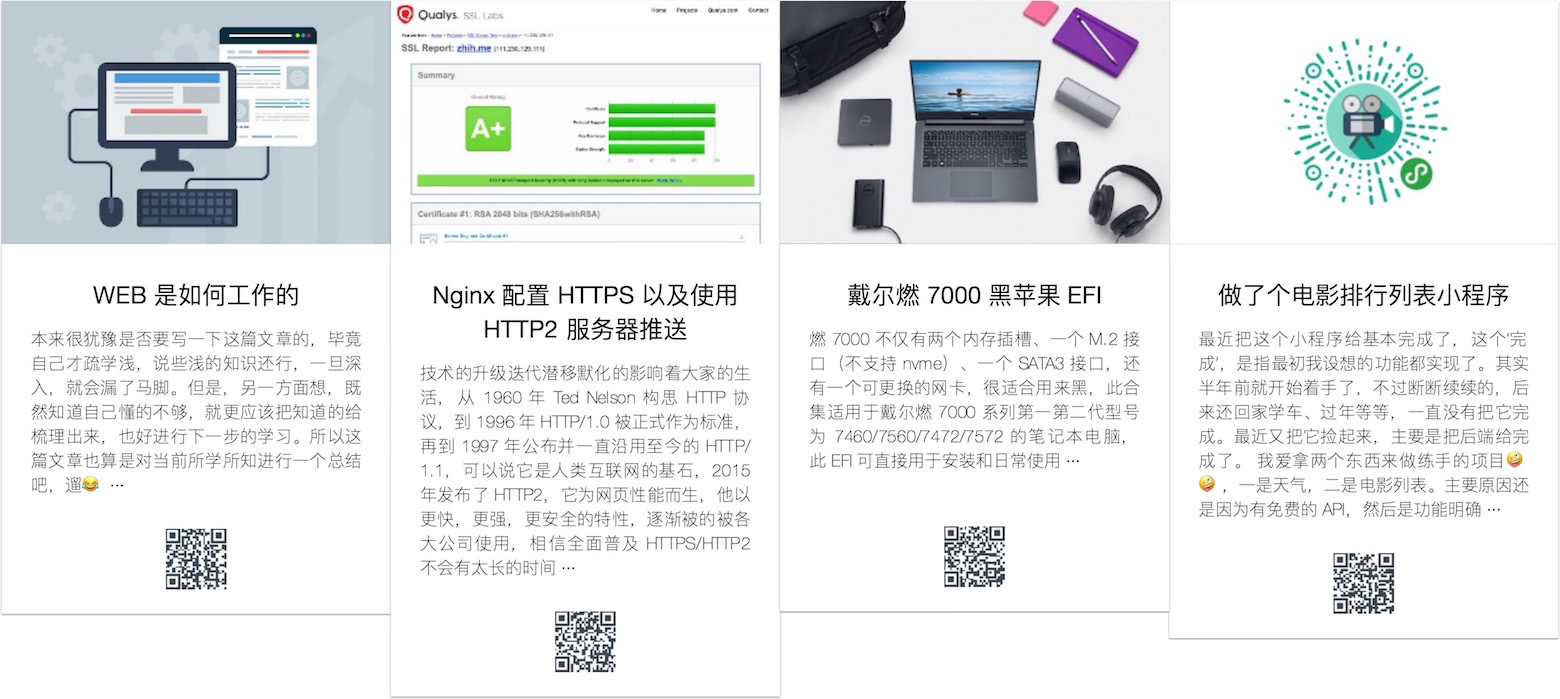 Qualys. SSL Labs
Home Projects Qualys.com Contact
SSL Report: zhih.me (111.230.129.111)
Summary
Overall Rating
A+
Certificate
Protocol Support
Key Exchange
Cipher Strength
Certificate #1: RSA 2048 bits (SHA256withRSA)
Server Key and Certificate #1
WEB 是如何工作的
本来很犹豫是否要写一下这篇文章的，毕竟
自己才疏学浅，说些浅的知识还行，一旦深
入，就会漏了马脚。但是，另一方面想，既
然知道自己懂的不够，就更应该把知道的给
梳理出来，也好进行下一步的学习。所以这
篇文章也算是对当前所学所知进行一个总结
吧，遛😂 ···
Nginx 配置 HTTPS 以及使用
HTTP2 服务器推送
技术的升级迭代潜移默化的影响着大家的生
活，从 1960 年 Ted Nelson 构思 HTTP 协
议，到 1996 年 HTTP/1.0 被正式作为标准，
再到 1997 年公布并一直沿用至今的 HTTP/
1.1，可以说它是人类互联网的基石，2015
年发布了 HTTP2，它为网页性能而生，他以
更快，更强，更安全的特性，逐渐被的被各
大公司使用，相信全面普及 HTTPS/HTTP2
不会有太长的时间 ···
戴尔燃 7000 黑苹果 EFI
燃 7000 不仅有两个内存插槽、一个 M.2 接
口（不支持 nvme）、一个 SATA3 接口，还
有一个可更换的网卡，很适合用来黑，此合
集适用于戴尔燃 7000 系列第一第二代型号
为 7460/7560/7472/7572 的笔记本电脑，
此 EFI 可直接用于安装和日常使用 ···
做了个电影排行列表小程序
最近把这个小程序给基本完成了，这个‘完
成’，是指最初我设想的功能都实现了。其实
半年前就开始着手了，不过断断续续的，后
来还回家学车、过年等等，一直没有把它完
成。最近又把它捡起来，主要是把后端给完
成了。 我爱拿两个东西来做练手的项目🤪
🤪，一是天气，二是电影列表。主要原因还
是因为有免费的 API，然后是功能明确 ···